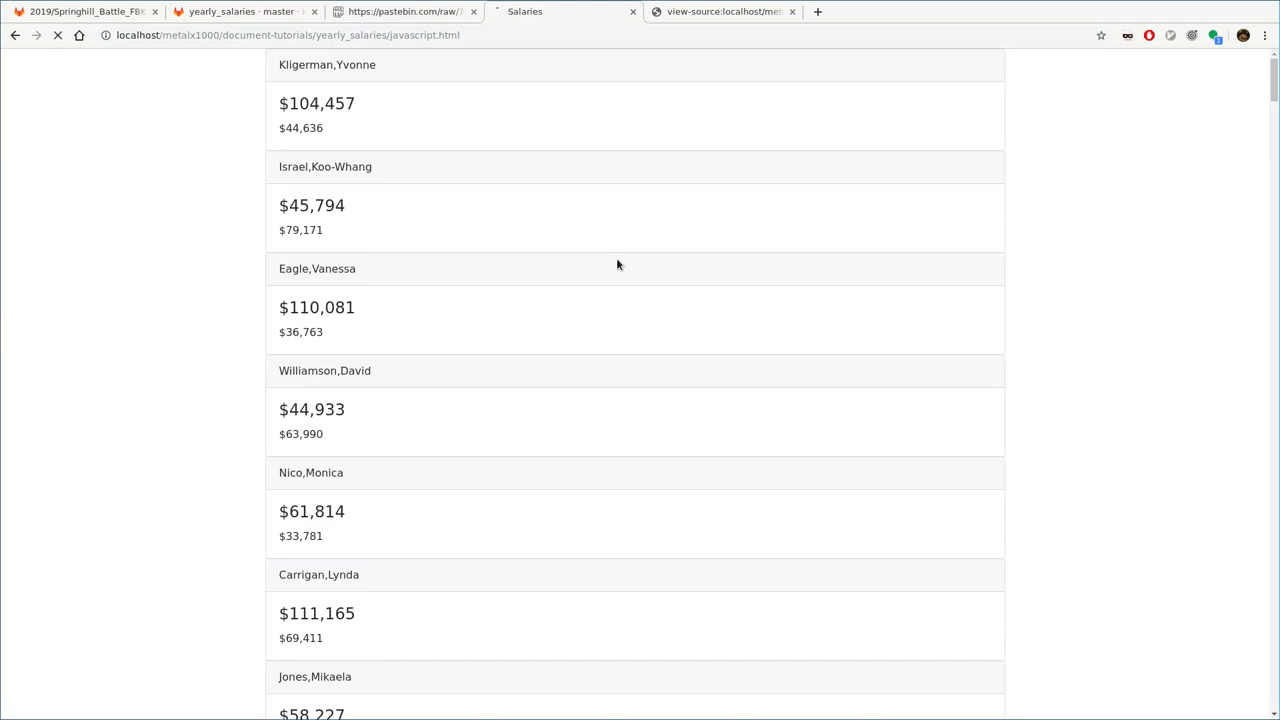 2019/Springhill_Battle_FBK
yearly_salaries · master ·
https://pastebin.com/raw/7
Salaries
view-source:localhost/met
localhost/metalx1000/document-tutorials/yearly_salaries/javascript.html
1
Kligerman,Yvonne
$104,457
$44,636
Israel,Koo-Whang
$45,794
$79,171
Eagle,Vanessa
$110,081
$36,763
Williamson,David
$44,933
$63,990
Nico,Monica
$61,814
$33,781
Carrigan,Lynda
$111,165
$69,411
Jones,Mikaela
$58,227